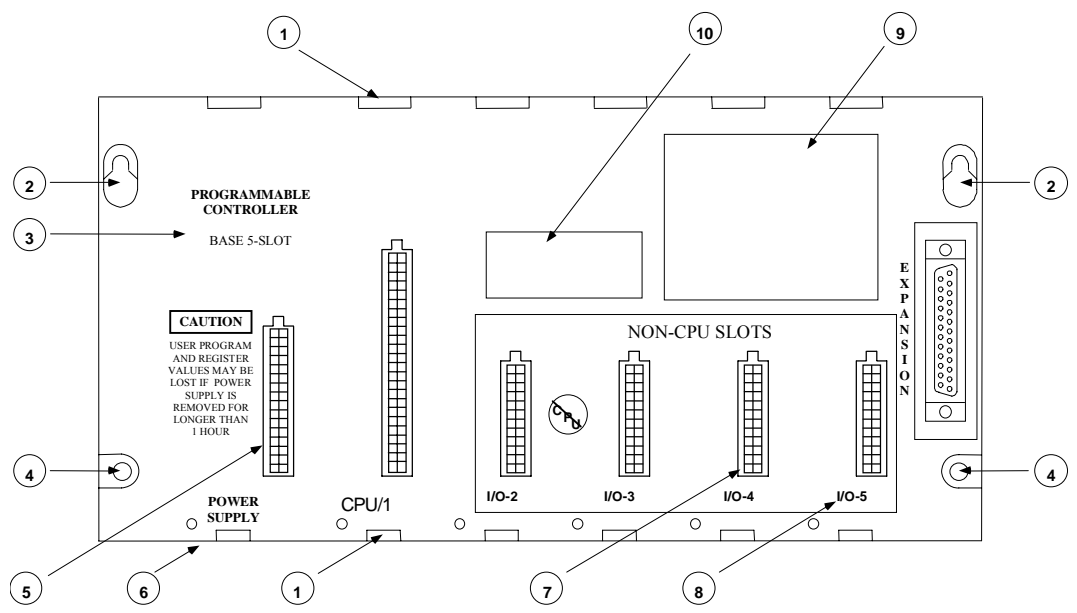 1
10
9
2
2
PROGRAMMABLE
CONTROLLER
3
BASE 5-SLOT
EXPANSION
CAUTION
USER PROGRAM
AND REGISTER
VALUES MAY BE
LOST IF POWER
SUPPLY IS
REMOVED FOR
LONGER THAN
1 HOUR
NON-CPU SLOTS
CPU
4
4
I/O-2
I/O-3
I/O-4
I/O-5
POWER
SUPPLY
CPU/1
5
6
1
7
8